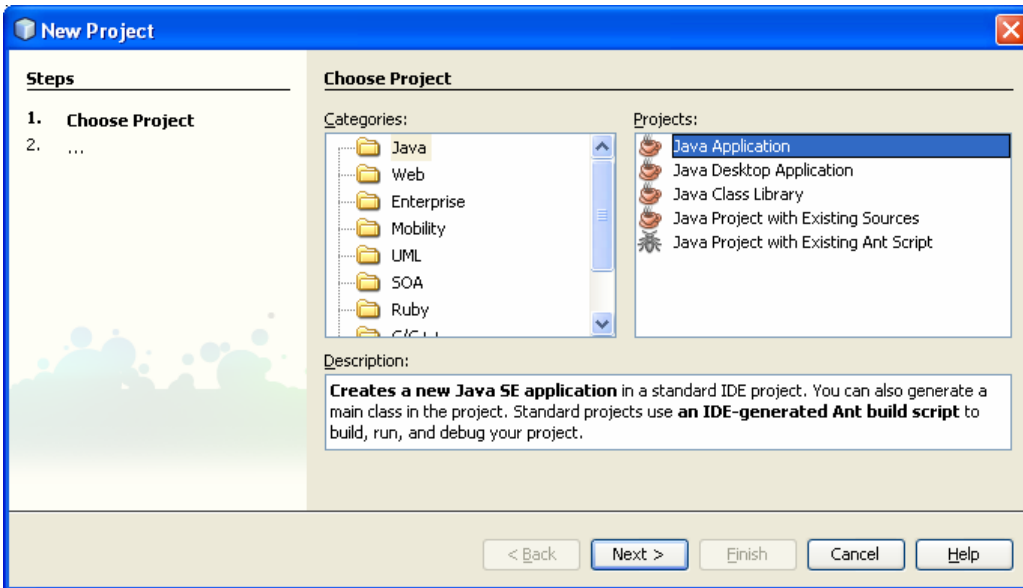 New Project
Steps
1. Choose Project
2. ...
Choose Project
Categories:
Java
Web
Enterprise
Mobility
UML
SOA
Ruby
Projects:
Java Application
Java Desktop Application
Java Class Library
Java Project with Existing Sources
Java Project with Existing Ant Script
Description:
Creates a new Java SE application in a standard IDE project. You can also generate a
main class in the project. Standard projects use an IDE-generated Ant build script to
build, run, and debug your project.
< Back Next > Finish Cancel Help